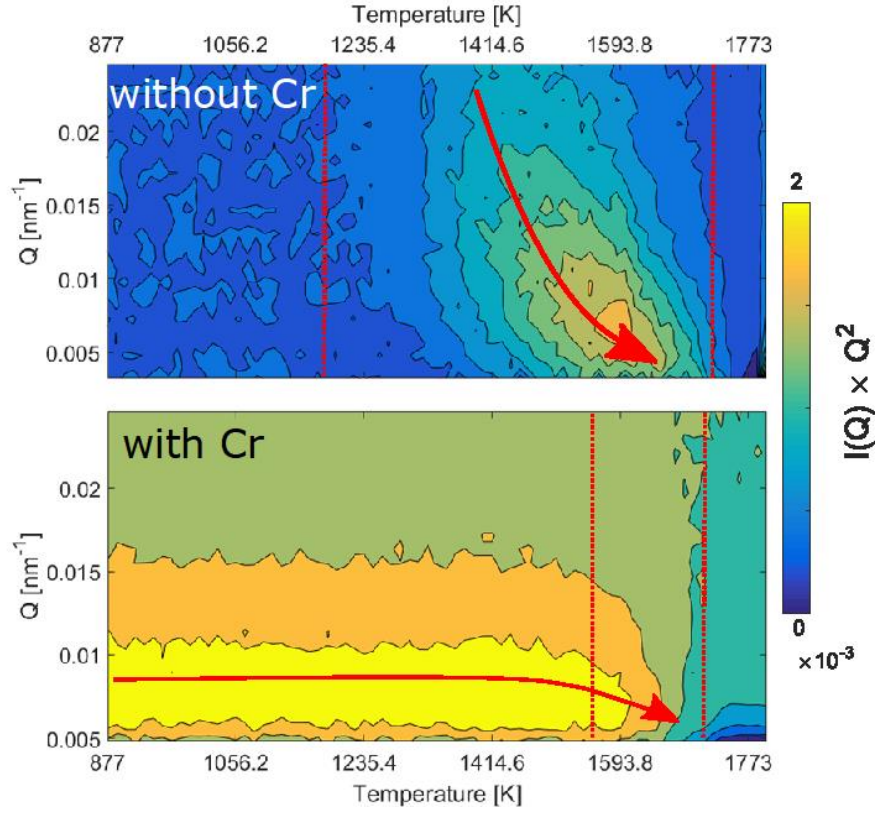 Temperature [K]
877 1056.2 1235.4 1414.6 1593.8 1773
without Cr
0.02
0.015
0.01
0.005
Q [nm⁻¹]
2
I(Q) × Q²
0
×10⁻³
with Cr
0.02
0.015
0.01
0.005
Q [nm⁻¹]
877 1056.2 1235.4 1414.6 1593.8 1773
Temperature [K]